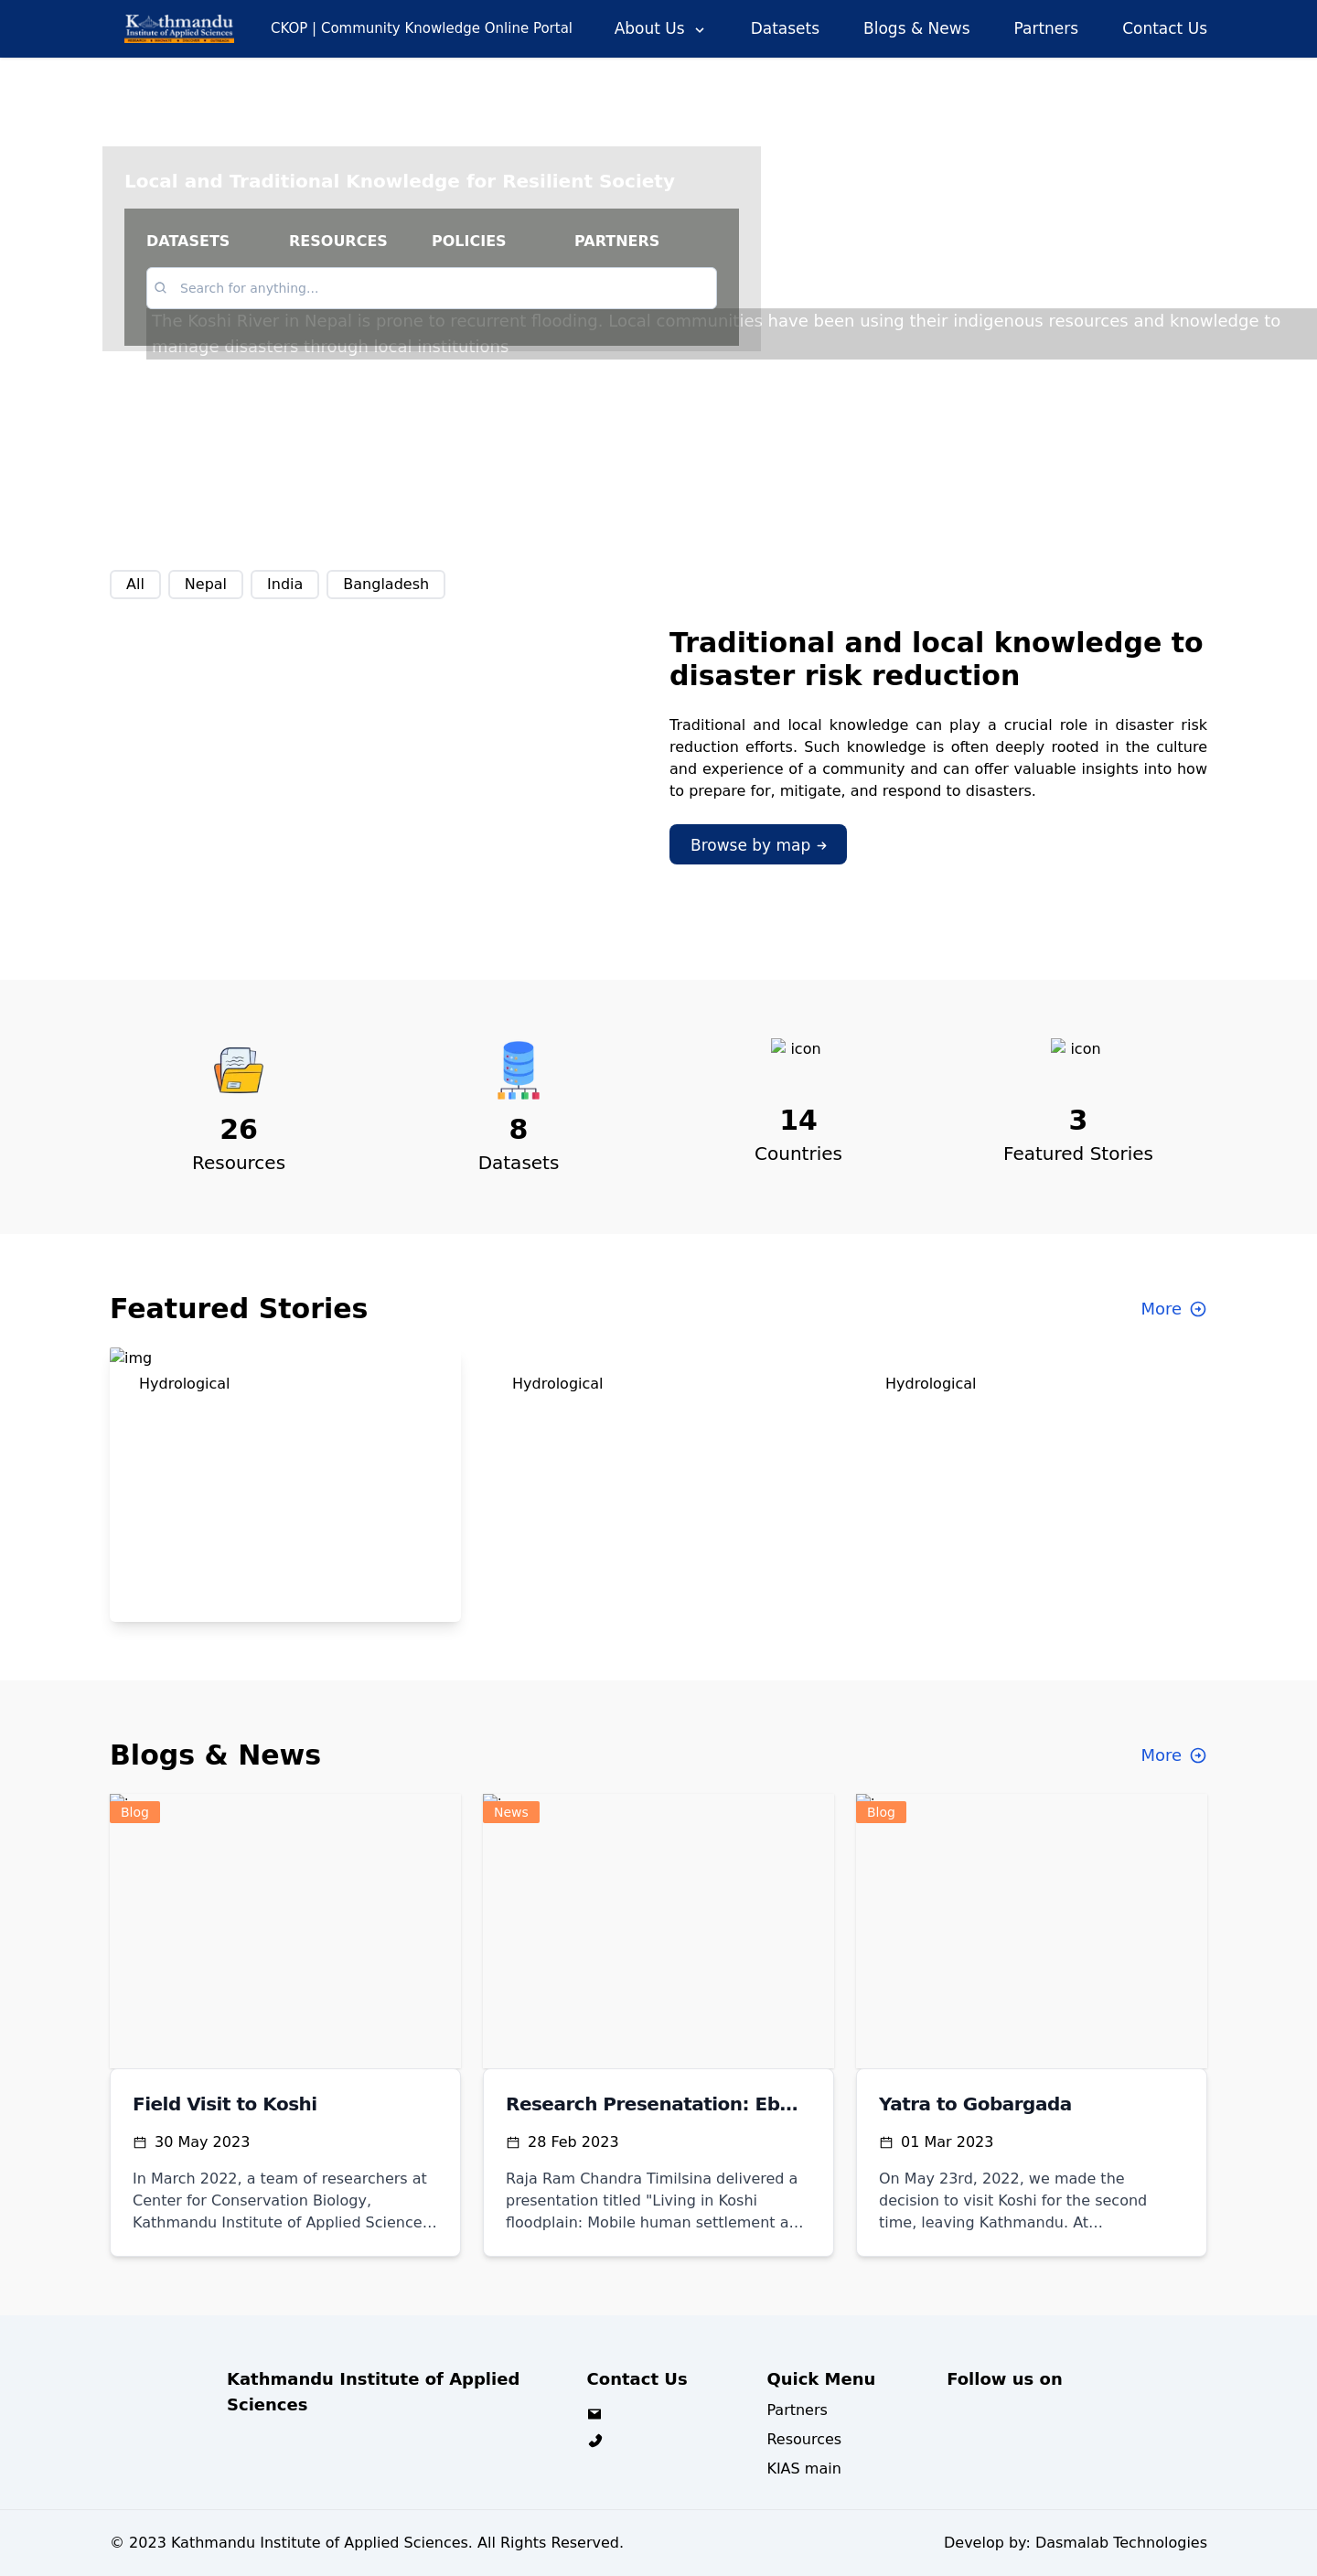 Kathmandu
Institute of Applied Sciences
CKOP | Community Knowledge Online Portal
About Us
Datasets
Blogs & News
Partners
Contact Us
Local and Traditional Knowledge for Resilient Society
DATASETS
RESOURCES
POLICIES
PARTNERS
Search for anything...
The Koshi River in Nepal is prone to recurrent flooding. Local communities have been using their indigenous resources and knowledge to
manage disasters through local institutions
All
Nepal
India
Bangladesh
Traditional and local knowledge to
disaster risk reduction
Traditional and local knowledge can play a crucial role in disaster risk
reduction efforts. Such knowledge is often deeply rooted in the culture
and experience of a community and can offer valuable insights into how
to prepare for, mitigate, and respond to disasters.
Browse by map →
icon
icon
26
8
14
3
Resources
Datasets
Countries
Featured Stories
Featured Stories
More
img
Hydrological
Hydrological
Hydrological
Blogs & News
More
Blog
News
Blog
Field Visit to Koshi
30 May 2023
In March 2022, a team of researchers at
Center for Conservation Biology,
Kathmandu Institute of Applied Science…
Research Presenatation: Eb…
28 Feb 2023
Raja Ram Chandra Timilsina delivered a
presentation titled "Living in Koshi
floodplain: Mobile human settlement a…
Yatra to Gobargada
01 Mar 2023
On May 23rd, 2022, we made the
decision to visit Koshi for the second
time, leaving Kathmandu. At…
Kathmandu Institute of Applied
Sciences
Contact Us
Quick Menu
Partners
Resources
KIAS main
Follow us on
© 2023 Kathmandu Institute of Applied Sciences. All Rights Reserved.
Develop by: Dasmalab Technologies